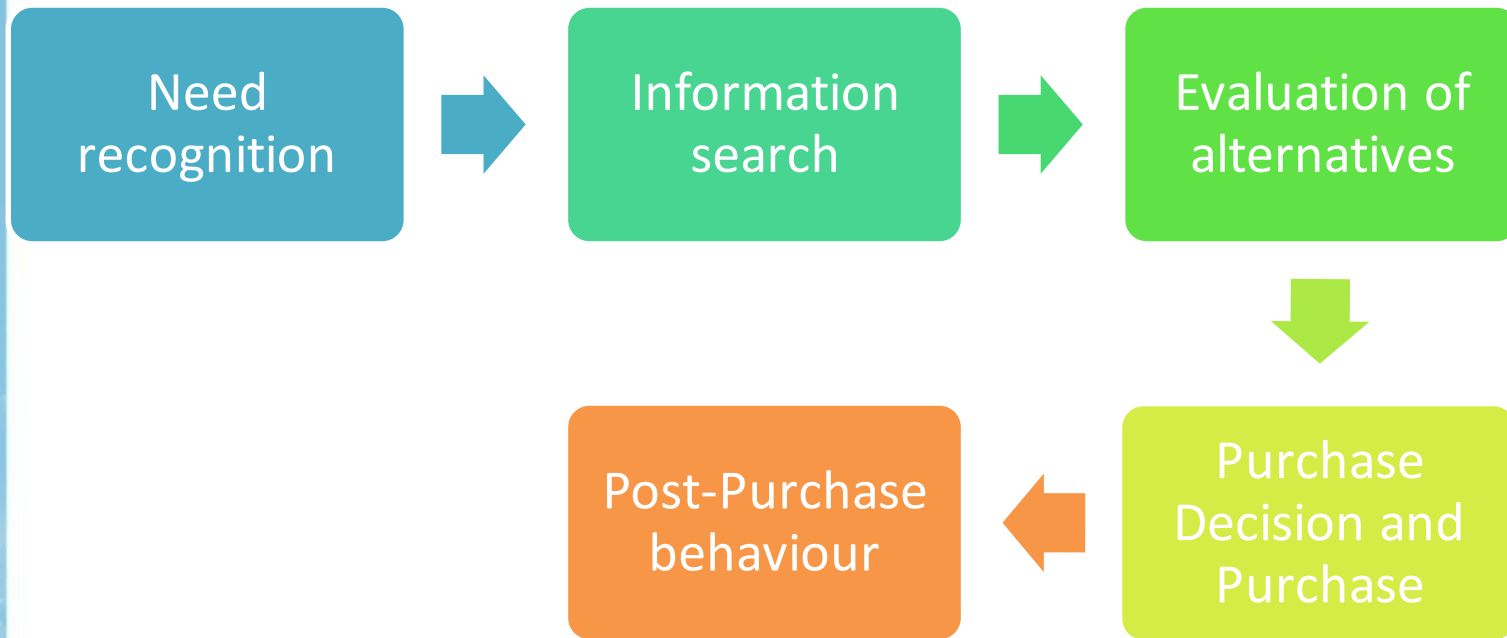 Need
recognition
Information
search
Evaluation of
alternatives
Purchase
Decision and
Purchase
Post-Purchase
behaviour